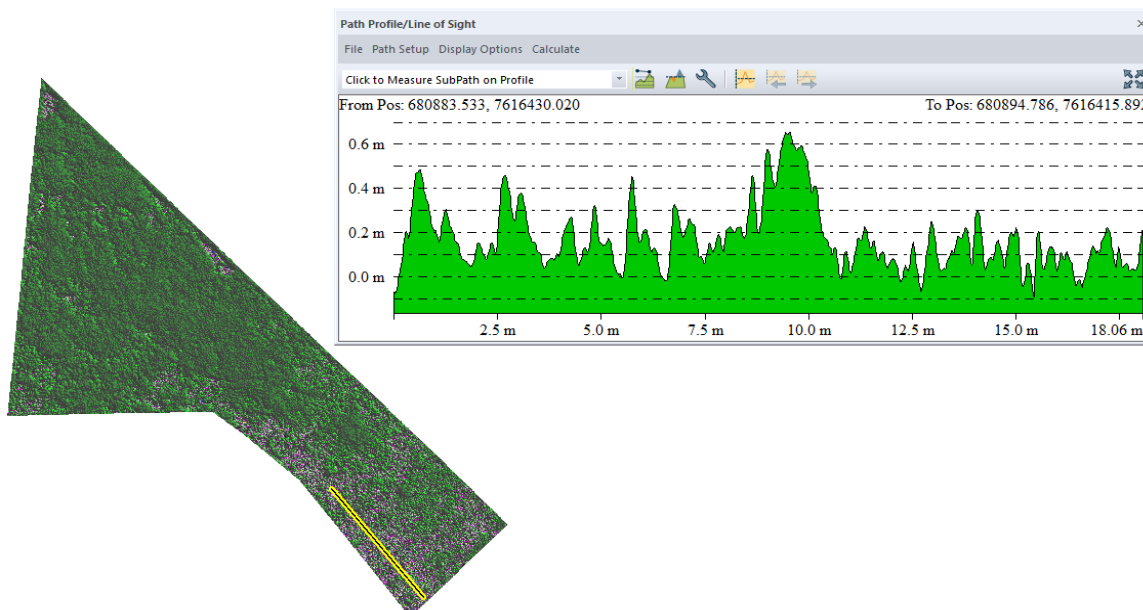 Path Profile/Line of Sight
File Path Setup Display Options Calculate
Click to Measure SubPath on Profile
From Pos: 680883.533, 7616430.020 To Pos: 680894.786, 7616415.892
0.6 m
0.4 m
0.2 m
0.0 m
2.5 m 5.0 m 7.5 m 10.0 m 12.5 m 15.0 m 18.06 m